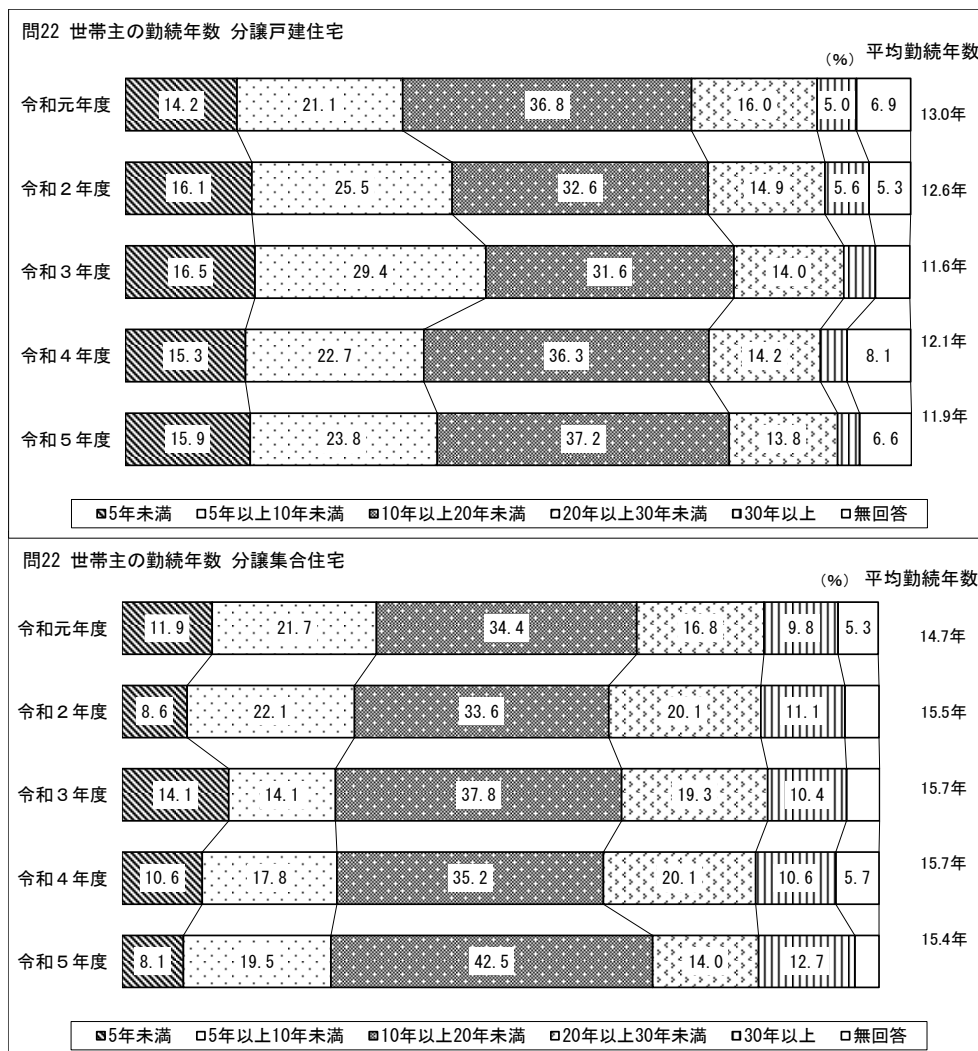 問22 世帯主の勤続年数 分譲戸建住宅
(%) 平均勤続年数
令和元年度 14.2 21.1 36.8 16.0 5.0 6.9 13.0年
令和２年度 16.1 25.5 32.6 14.9 5.6 5.3 12.6年
令和３年度 16.5 29.4 31.6 14.0 11.6年
令和４年度 15.3 22.7 36.3 14.2 8.1 12.1年
令和５年度 15.9 23.8 37.2 13.8 6.6 11.9年
5年未満 5年以上10年未満 10年以上20年未満 20年以上30年未満 30年以上 無回答
問22 世帯主の勤続年数 分譲集合住宅
(%) 平均勤続年数
令和元年度 11.9 21.7 34.4 16.8 9.8 5.3 14.7年
令和２年度 8.6 22.1 33.6 20.1 11.1 15.5年
令和３年度 14.1 14.1 37.8 19.3 10.4 15.7年
令和４年度 10.6 17.8 35.2 20.1 10.6 5.7 15.7年
令和５年度 8.1 19.5 42.5 14.0 12.7 15.4年
5年未満 5年以上10年未満 10年以上20年未満 20年以上30年未満 30年以上 無回答